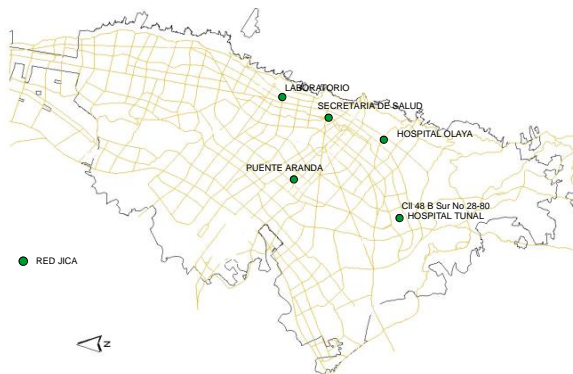 LABORATORIO
SECRETARIA DE SALUD
HOSPITAL OLAYA
PUENTE ARANDA
Cll 48 B Sur No 28-80
HOSPITAL TUNAL
RED JICA
N